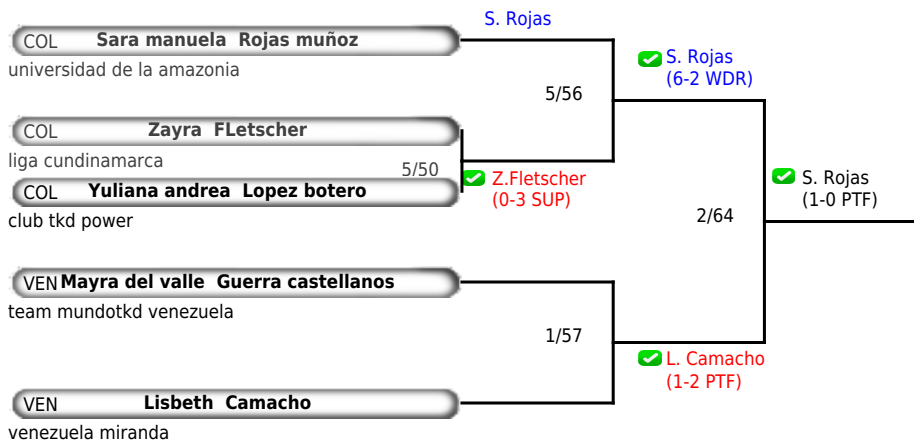 S. Rojas
COL Sara manuela Rojas muñoz
universidad de la amazonia
S. Rojas
(6-2 WDR)
5/56
COL Zayra FLetscher
liga cundinamarca
5/50
Z.Fletscher
(0-3 SUP)
COL Yuliana andrea Lopez botero
club tkd power
S. Rojas
(1-0 PTF)
2/64
VEN Mayra del valle Guerra castellanos
team mundotkd venezuela
1/57
L. Camacho
(1-2 PTF)
VEN Lisbeth Camacho
venezuela miranda